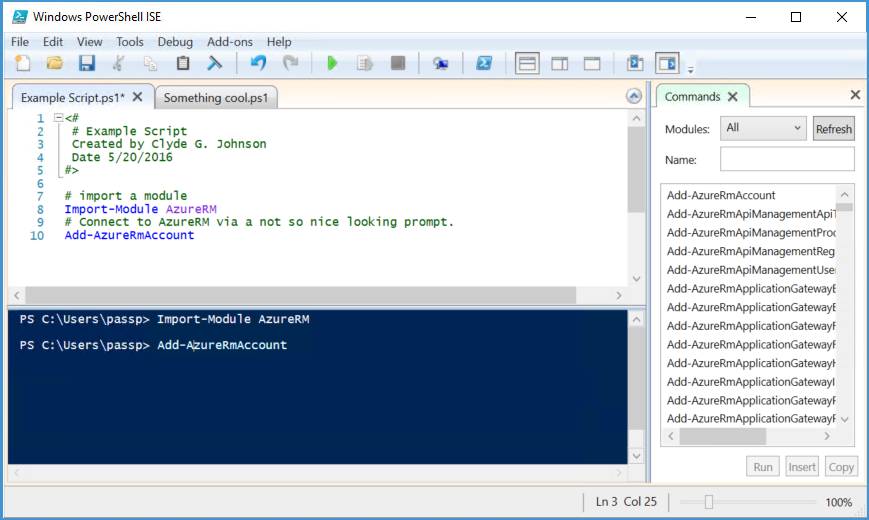 Windows PowerShell ISE
File Edit View Tools Debug Add-ons Help
Example Script.ps1*
Something cool.ps1
1 <#
2 # Example Script
3 Created by Clyde G. Johnson
4 Date 5/20/2016
5 #>
6
7 # import a module
8 Import-Module AzureRM
9 # Connect to AzureRM via a not so nice looking prompt.
10 Add-AzureRmAccount
PS C:\Users\passp> Import-Module AzureRM
PS C:\Users\passp> Add-AzureRmAccount
Commands
Modules: All Refresh
Name:
Add-AzureRmAccount
Add-AzureRmApiManagementApiT
Add-AzureRmApiManagementProd
Add-AzureRmApiManagementReg
Add-AzureRmApiManagementUser
Add-AzureRmApplicationGatewayB
Add-AzureRmApplicationGatewayB
Add-AzureRmApplicationGatewayF
Add-AzureRmApplicationGatewayF
Add-AzureRmApplicationGatewayH
Add-AzureRmApplicationGatewayI
Add-AzureRmApplicationGatewayF
Add-AzureRmApplicationGatewayF
Run Insert Copy
Ln 3 Col 25
100%